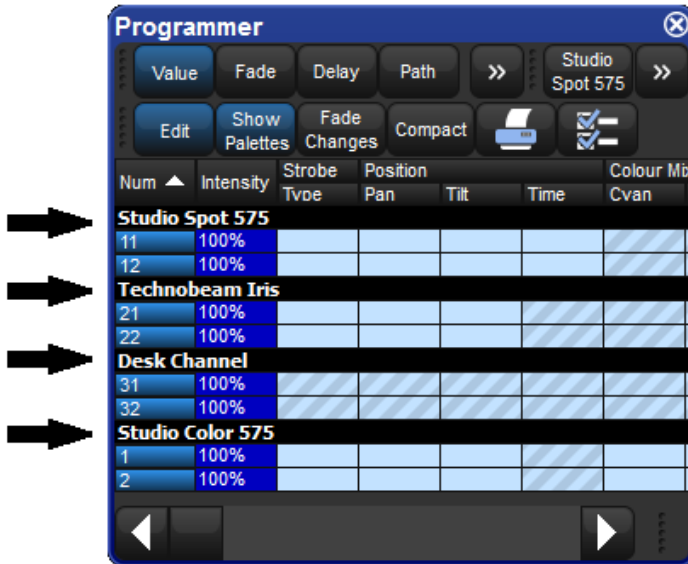 Programmer
Value Fade Delay Path » Studio Spot 575 »
Edit Show Palettes Fade Changes Compact
Num Intensity Strobe Position Colour Mix
Type Pan Tilt Time Cyan
Studio Spot 575
11 100%
12 100%
Technobeam Iris
21 100%
22 100%
Desk Channel
31 100%
32 100%
Studio Color 575
1 100%
2 100%